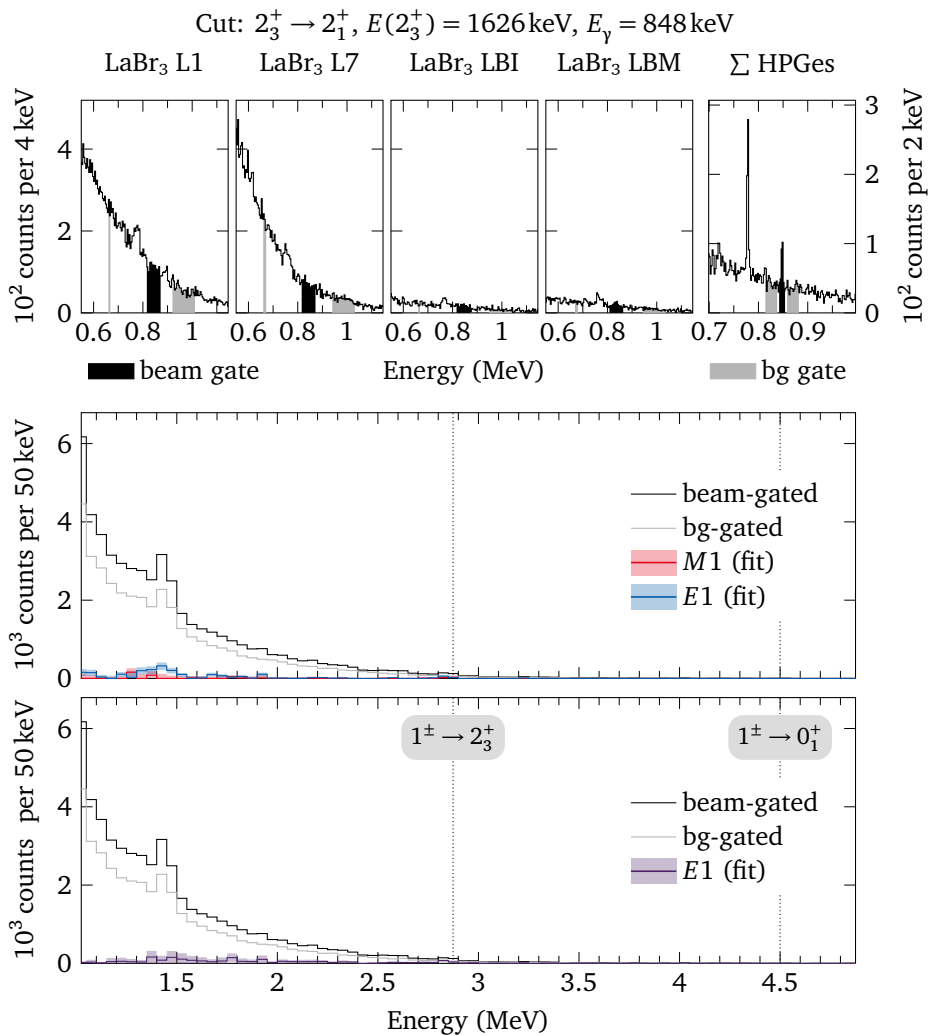 Cut: 2₃⁺ → 2₁⁺, E(2₃⁺) = 1626 keV, Eᵧ = 848 keV
LaBr₃ L1 LaBr₃ L7 LaBr₃ LBI LaBr₃ LBM ∑ HPGes
10² counts per 4 keV
0 2 4
0.6 0.8 1
0.6 0.8 1
0.6 0.8 1
0.6 0.8 1
0.7 0.8 0.9
0 1 2 3
10² counts per 2 keV
beam gate Energy (MeV) bg gate
10³ counts per 50 keV
6
4
2
0
beam-gated
bg-gated
M1 (fit)
E1 (fit)
10³ counts per 50 keV
6
4
2
0
1± → 2₃⁺ 1± → 0₁⁺
beam-gated
bg-gated
E1 (fit)
1.5 2 2.5 3 3.5 4 4.5
Energy (MeV)